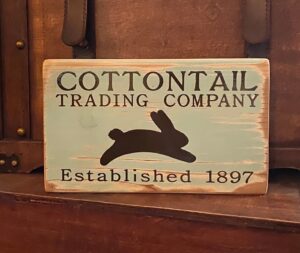 COTTONTAIL
TRADING COMPANY
Established 1897